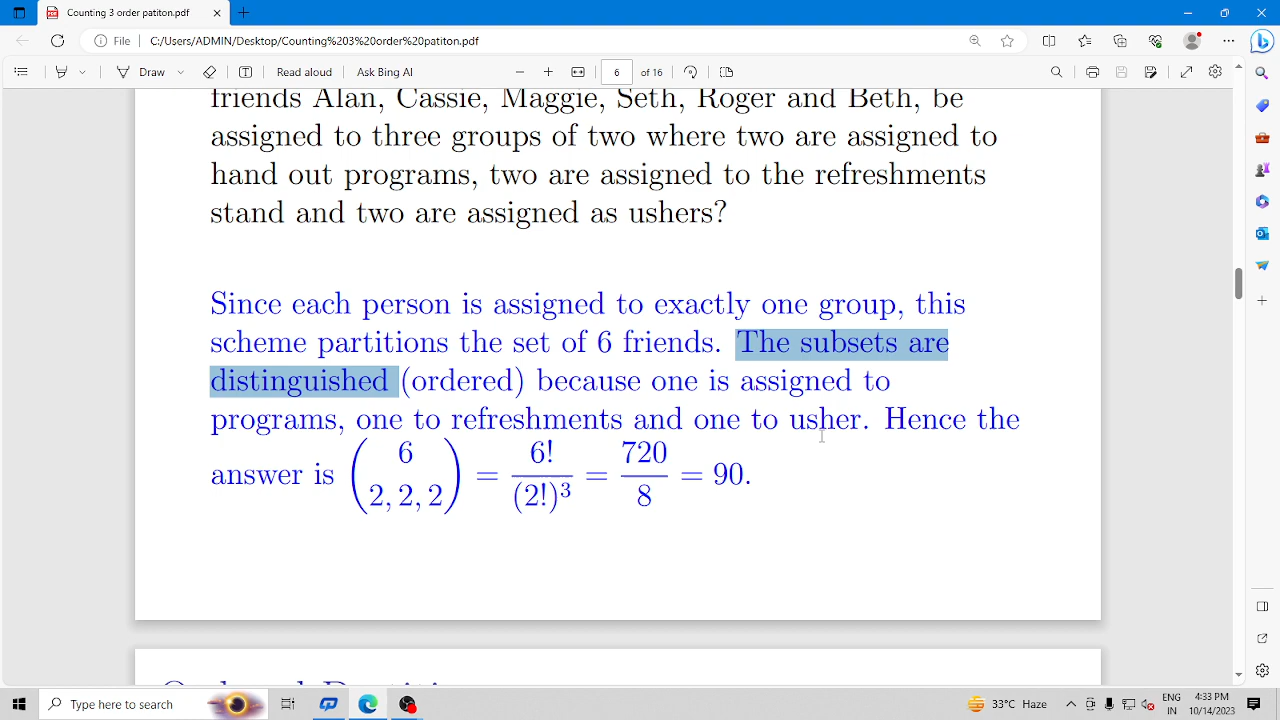 Counting 3 order patiton.pdf
File
C:/Users/ADMIN/Desktop/Counting%203%20order%20patiton.pdf
Draw
Read aloud
Ask Bing AI
6
of 16
friends Alan, Cassie, Maggie, Seth, Roger and Beth, be
assigned to three groups of two where two are assigned to
hand out programs, two are assigned to the refreshments
stand and two are assigned as ushers?
Since each person is assigned to exactly one group, this
scheme partitions the set of 6 friends. The subsets are
distinguished (ordered) because one is assigned to
programs, one to refreshments and one to usher. Hence the
answer is (6 / 2, 2, 2) = 6!/(2!)³ = 720/8 = 90.
Type here to search
33°C Haze
ENG
IN
4:33 PM
10/14/2023